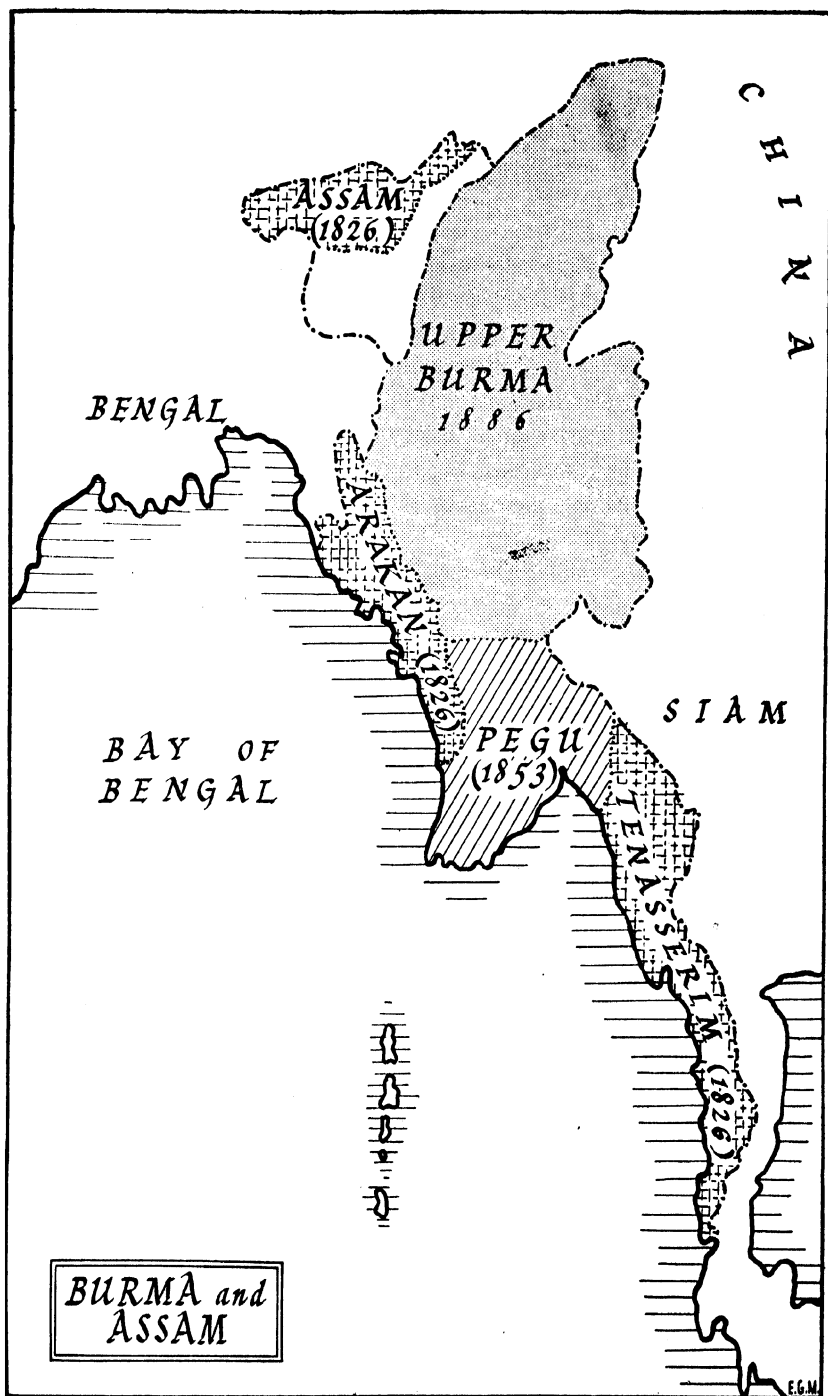 CHINA
ASSAM
(1826)
UPPER
BURMA
1886
BENGAL
ARAKAN (1826)
SIAM
PEGU
(1853)
BAY OF
BENGAL
TENASSERIM (1826)
BURMA and
ASSAM
E.G.M.